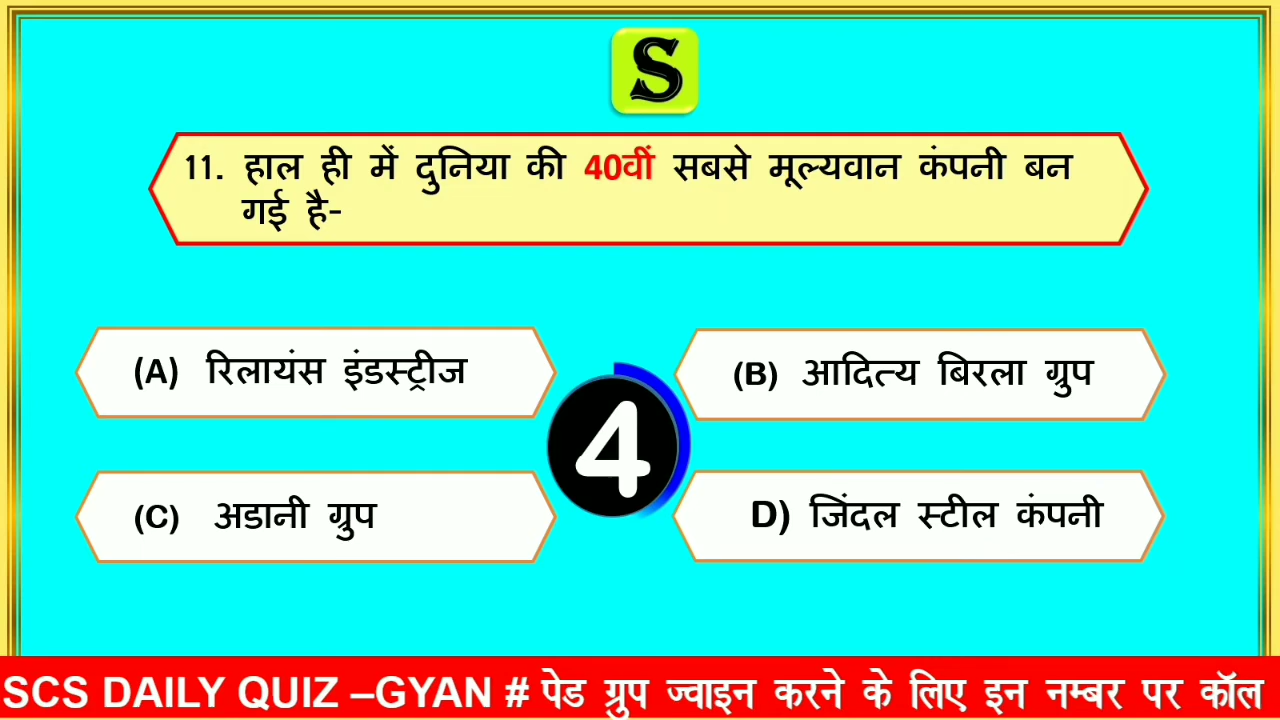 S
11. हाल ही में दुनिया की 40वीं सबसे मूल्यवान कंपनी बन
गई है-
(A) रिलायंस इंडस्ट्रीज
(B) आदित्य बिरला ग्रुप
4
(C) अडानी ग्रुप
D) जिंदल स्टील कंपनी
SCS DAILY QUIZ –GYAN # पेड ग्रुप ज्वाइन करने के लिए इन नम्बर पर कॉल